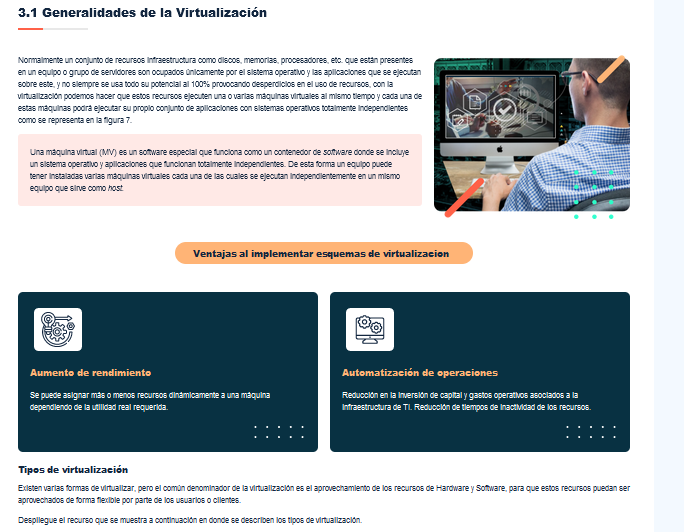 3.1 Generalidades de la Virtualización
Normalmente un conjunto de recursos infraestructura como discos, memorias, procesadores, etc. que están presentes
en un equipo o grupo de servidores son ocupados únicamente por el sistema operativo y las aplicaciones que se ejecutan
sobre este, y no siempre se usa todo su potencial al 100% provocando desperdicios en el uso de recursos, con la
virtualización podemos hacer que estos recursos ejecuten una o varias máquinas virtuales al mismo tiempo y cada una de
estas máquinas podrá ejecutar su propio conjunto de aplicaciones con sistemas operativos totalmente independientes
como se representa en la figura 7.
Una máquina virtual (MV) es un software especial que funciona como un contenedor de software donde se incluye
un sistema operativo y aplicaciones que funcionan totalmente independientes. De esta forma un equipo puede
tener instaladas varias máquinas virtuales cada una de las cuales se ejecutan independientemente en un mismo
equipo que sirve como host.
Ventajas al implementar esquemas de virtualizacion
Aumento de rendimiento
Se puede asignar más o menos recursos dinámicamente a una máquina
dependiendo de la utilidad real requerida.
Automatización de operaciones
Reducción en la inversión de capital y gastos operativos asociados a la
infraestructura de TI. Reducción de tiempos de inactividad de los recursos.
Tipos de virtualización
Existen varias formas de virtualizar, pero el común denominador de la virtualización es el aprovechamiento de los recursos de Hardware y Software, para que estos recursos puedan ser
aprovechados de forma flexible por parte de los usuarios o clientes.
Despliegue el recurso que se muestra a continuación en donde se describen los tipos de virtualización.